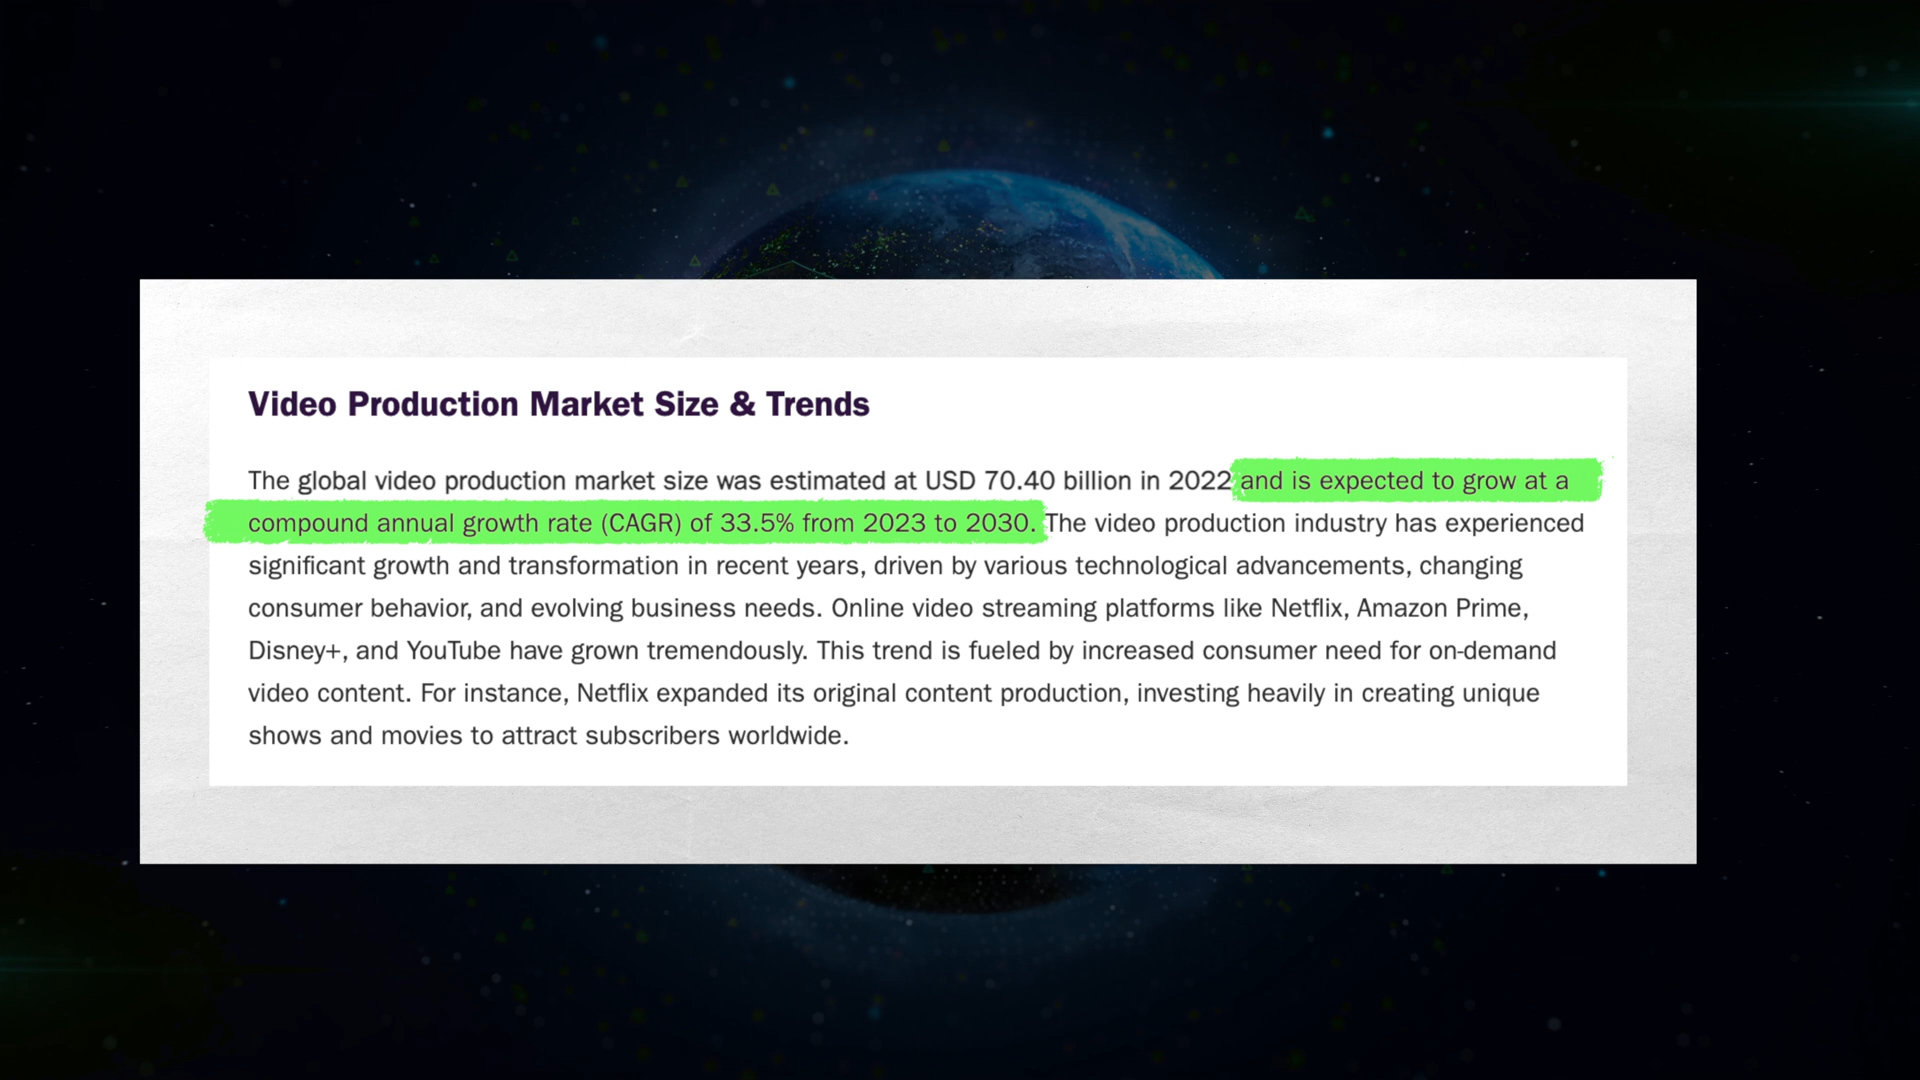 Video Production Market Size & Trends
The global video production market size was estimated at USD 70.40 billion in 2022 and is expected to grow at a
compound annual growth rate (CAGR) of 33.5% from 2023 to 2030. The video production industry has experienced
significant growth and transformation in recent years, driven by various technological advancements, changing
consumer behavior, and evolving business needs. Online video streaming platforms like Netflix, Amazon Prime,
Disney+, and YouTube have grown tremendously. This trend is fueled by increased consumer need for on-demand
video content. For instance, Netflix expanded its original content production, investing heavily in creating unique
shows and movies to attract subscribers worldwide.